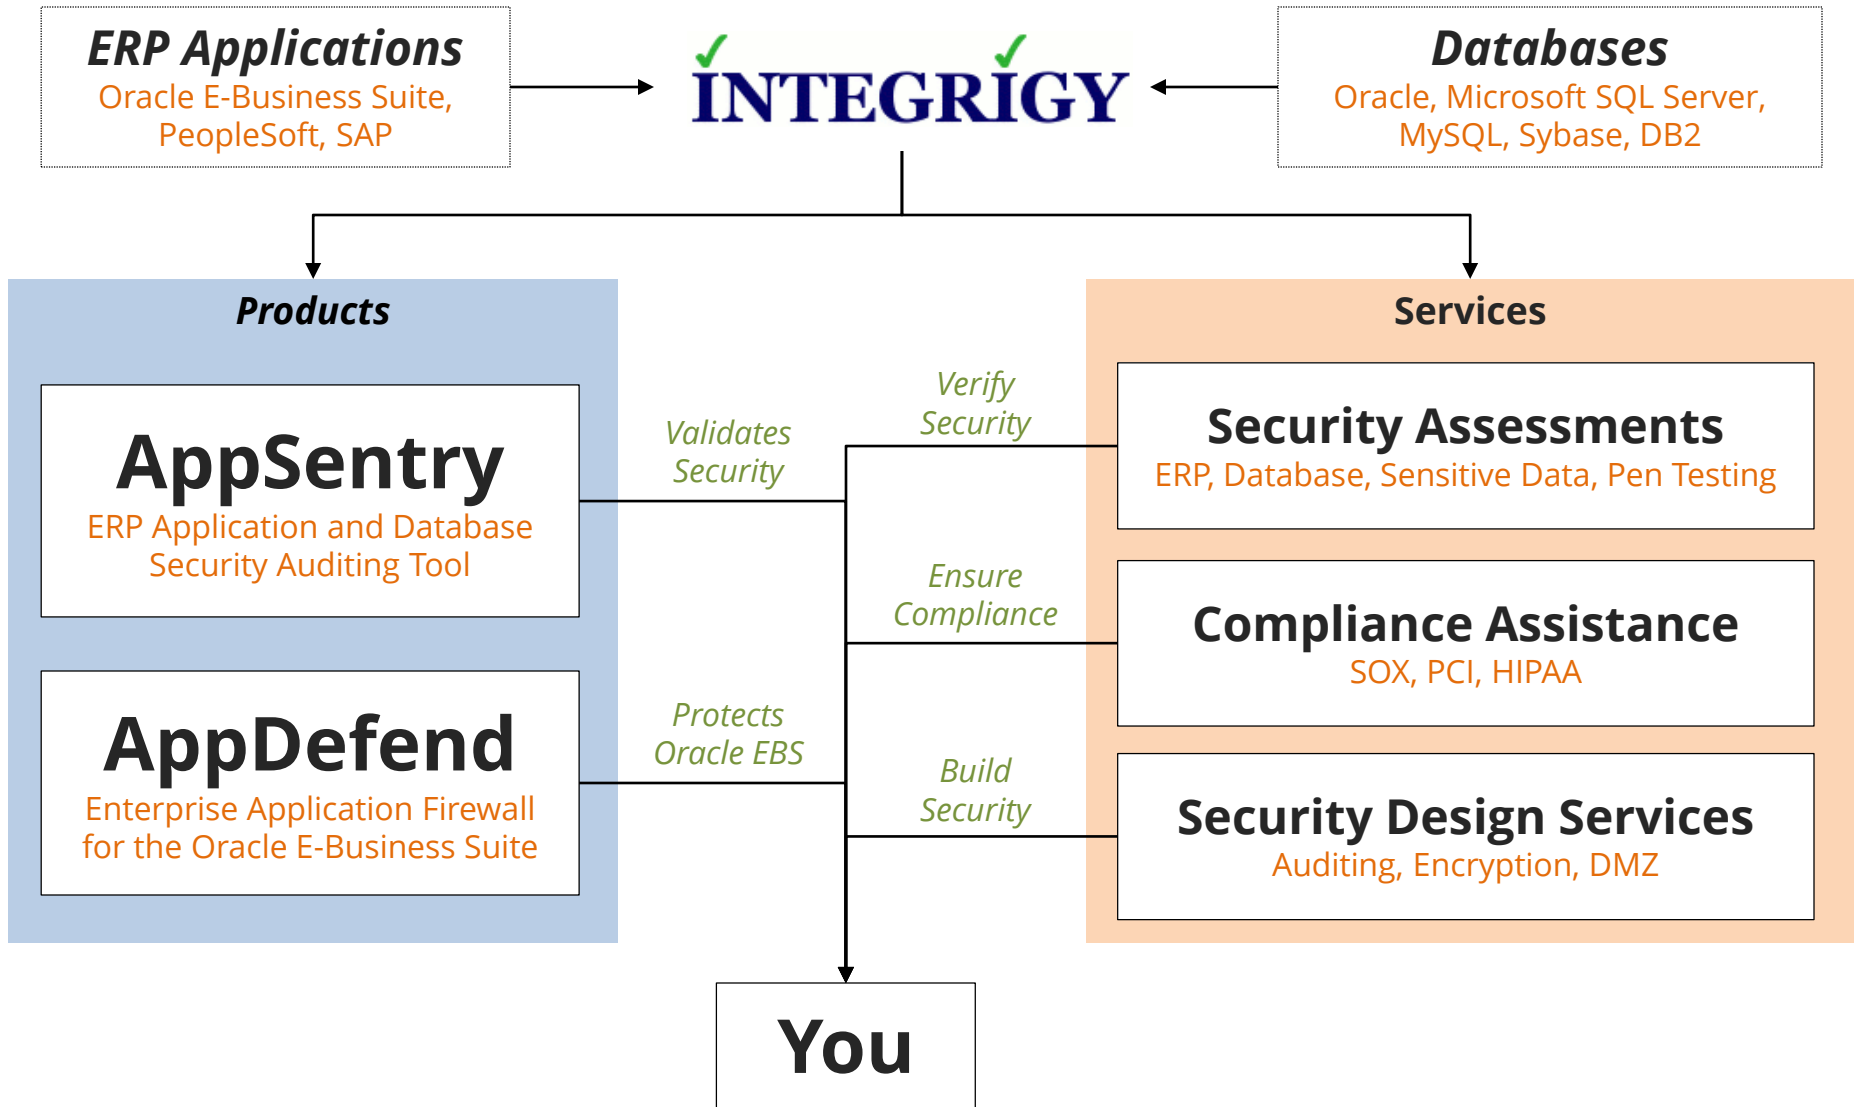 ERP Applications
Oracle E-Business Suite,
PeopleSoft, SAP
INTEGRIGY
Databases
Oracle, Microsoft SQL Server,
MySQL, Sybase, DB2
Products
AppSentry
ERP Application and Database
Security Auditing Tool
AppDefend
Enterprise Application Firewall
for the Oracle E-Business Suite
Validates
Security
Protects
Oracle EBS
Verify
Security
Ensure
Compliance
Build
Security
Services
Security Assessments
ERP, Database, Sensitive Data, Pen Testing
Compliance Assistance
SOX, PCI, HIPAA
Security Design Services
Auditing, Encryption, DMZ
You